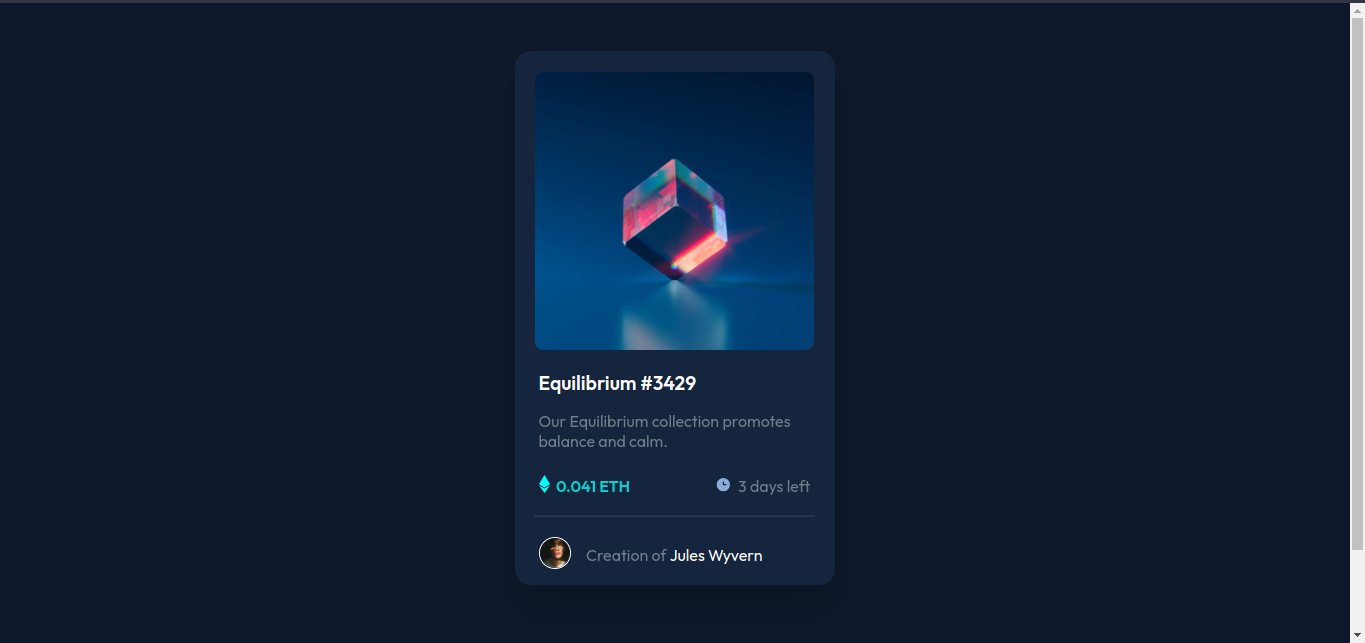 Equilibrium #3429
Our Equilibrium collection promotes
balance and calm.
0.041 ETH 3 days left
Creation of Jules Wyvern